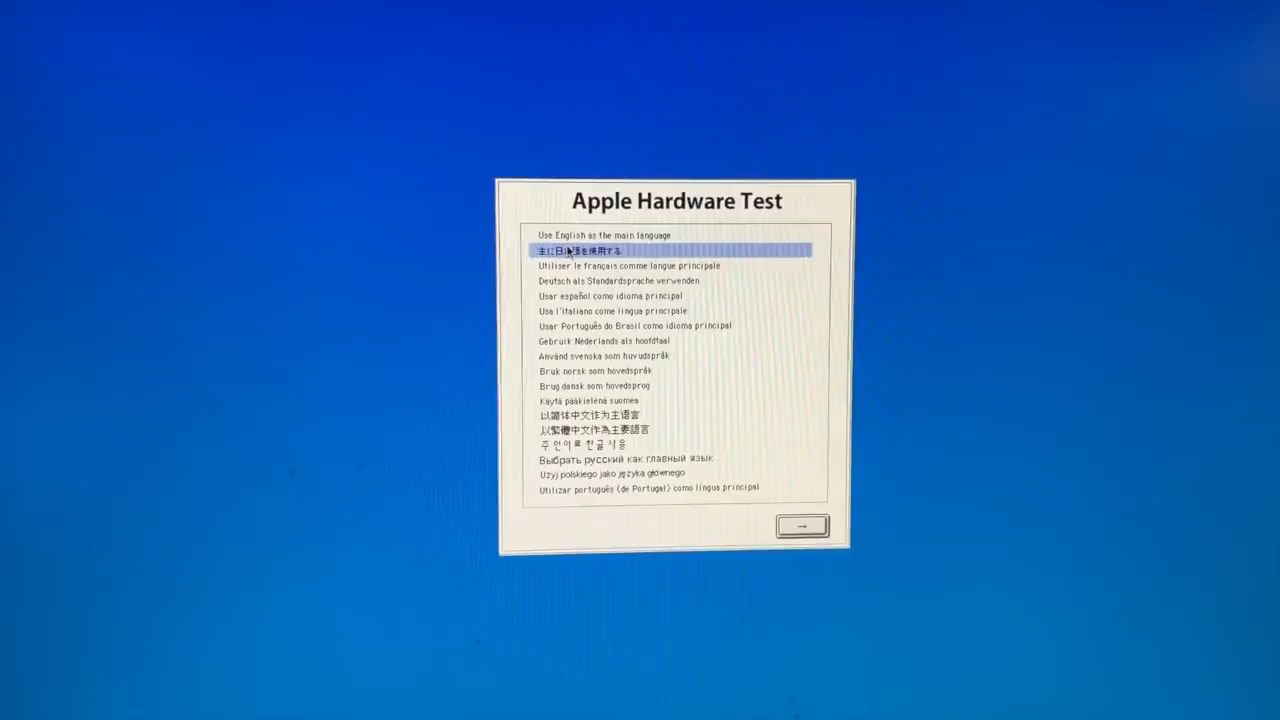 Apple Hardware Test
Use English as the main language
主に日本語を使用する
Utiliser le français comme langue principale
Deutsch als Standardsprache verwenden
Usar español como idioma principal
Usa l'italiano come lingua principale
Usar Português do Brasil como idioma principal
Gebruik Nederlands als hoofdtaal
Använd svenska som huvudspråk
Bruk norsk som hovedspråk
Brug dansk som hovedsprog
Käytä pääkielenä suomea
以简体中文作为主语言
以繁體中文作為主要語言
주 언어로 한글 사용
Выбрать русский как главный язык
Użyj polskiego jako języka głównego
Utilizar português (de Portugal) como língua principal
→